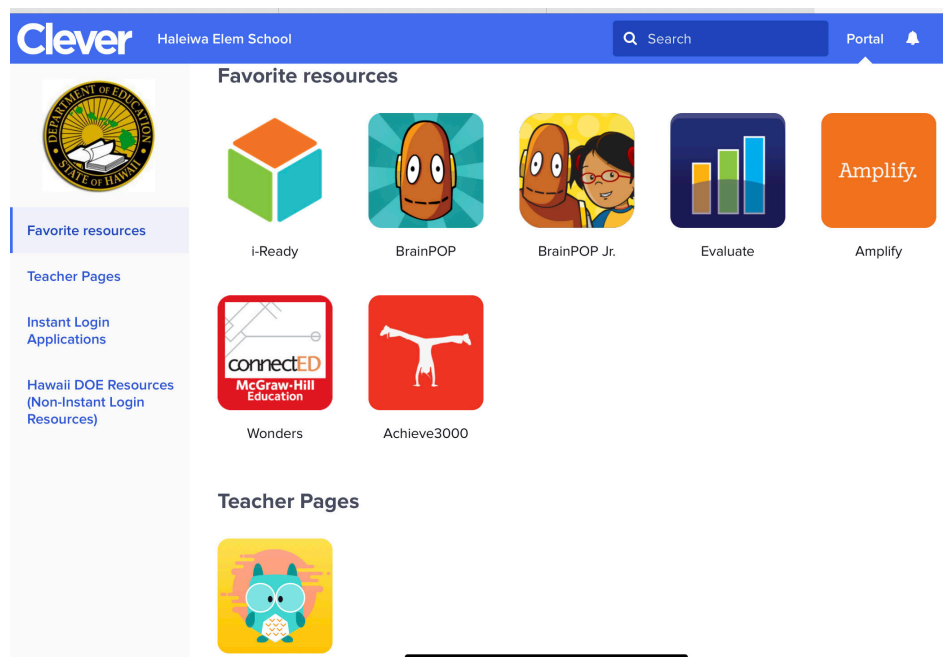 Clever
Haleiwa Elem School
Search
Portal
DEPARTMENT OF EDUCATION
STATE OF HAWAII
Favorite resources
Teacher Pages
Instant Login
Applications
Hawaii DOE Resources
(Non-Instant Login
Resources)
Favorite resources
Amplify.
i-Ready
BrainPOP
BrainPOP Jr.
Evaluate
Amplify
connectED
McGraw-Hill
Education
Wonders
Achieve3000
Teacher Pages